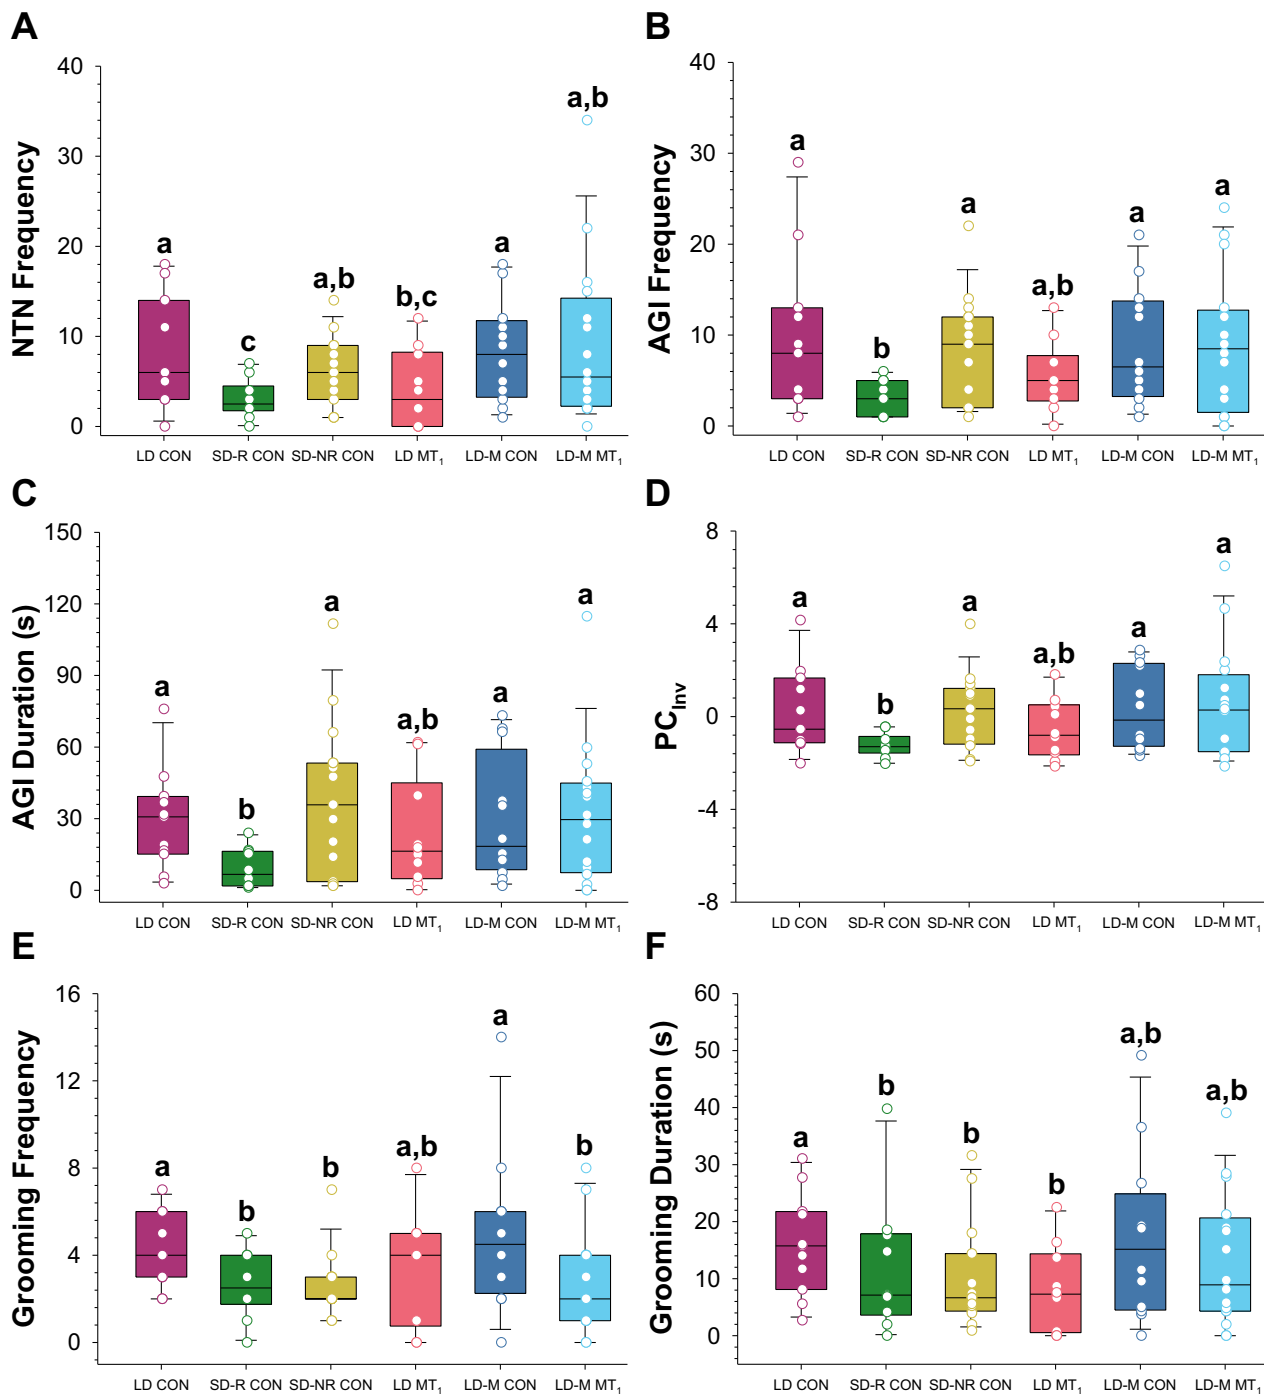 A
NTN Frequency
40
30
20
10
0
a
c
a,b
b,c
a
a,b
LD CON
SD-R CON
SD-NR CON
LD MT₁
LD-M CON
LD-M MT₁
B
AGI Frequency
40
30
20
10
0
a
b
a
a,b
a
a
LD CON
SD-R CON
SD-NR CON
LD MT₁
LD-M CON
LD-M MT₁
C
AGI Duration (s)
150
120
90
60
30
0
a
b
a
a,b
a
a
LD CON
SD-R CON
SD-NR CON
LD MT₁
LD-M CON
LD-M MT₁
D
PC Inv
8
4
0
-4
-8
a
b
a
a,b
a
a
LD CON
SD-R CON
SD-NR CON
LD MT₁
LD-M CON
LD-M MT₁
E
Grooming Frequency
16
12
8
4
0
a
b
b
a,b
a
b
LD CON
SD-R CON
SD-NR CON
LD MT₁
LD-M CON
LD-M MT₁
F
Grooming Duration (s)
60
50
40
30
20
10
0
a
b
b
b
a,b
a,b
LD CON
SD-R CON
SD-NR CON
LD MT₁
LD-M CON
LD-M MT₁